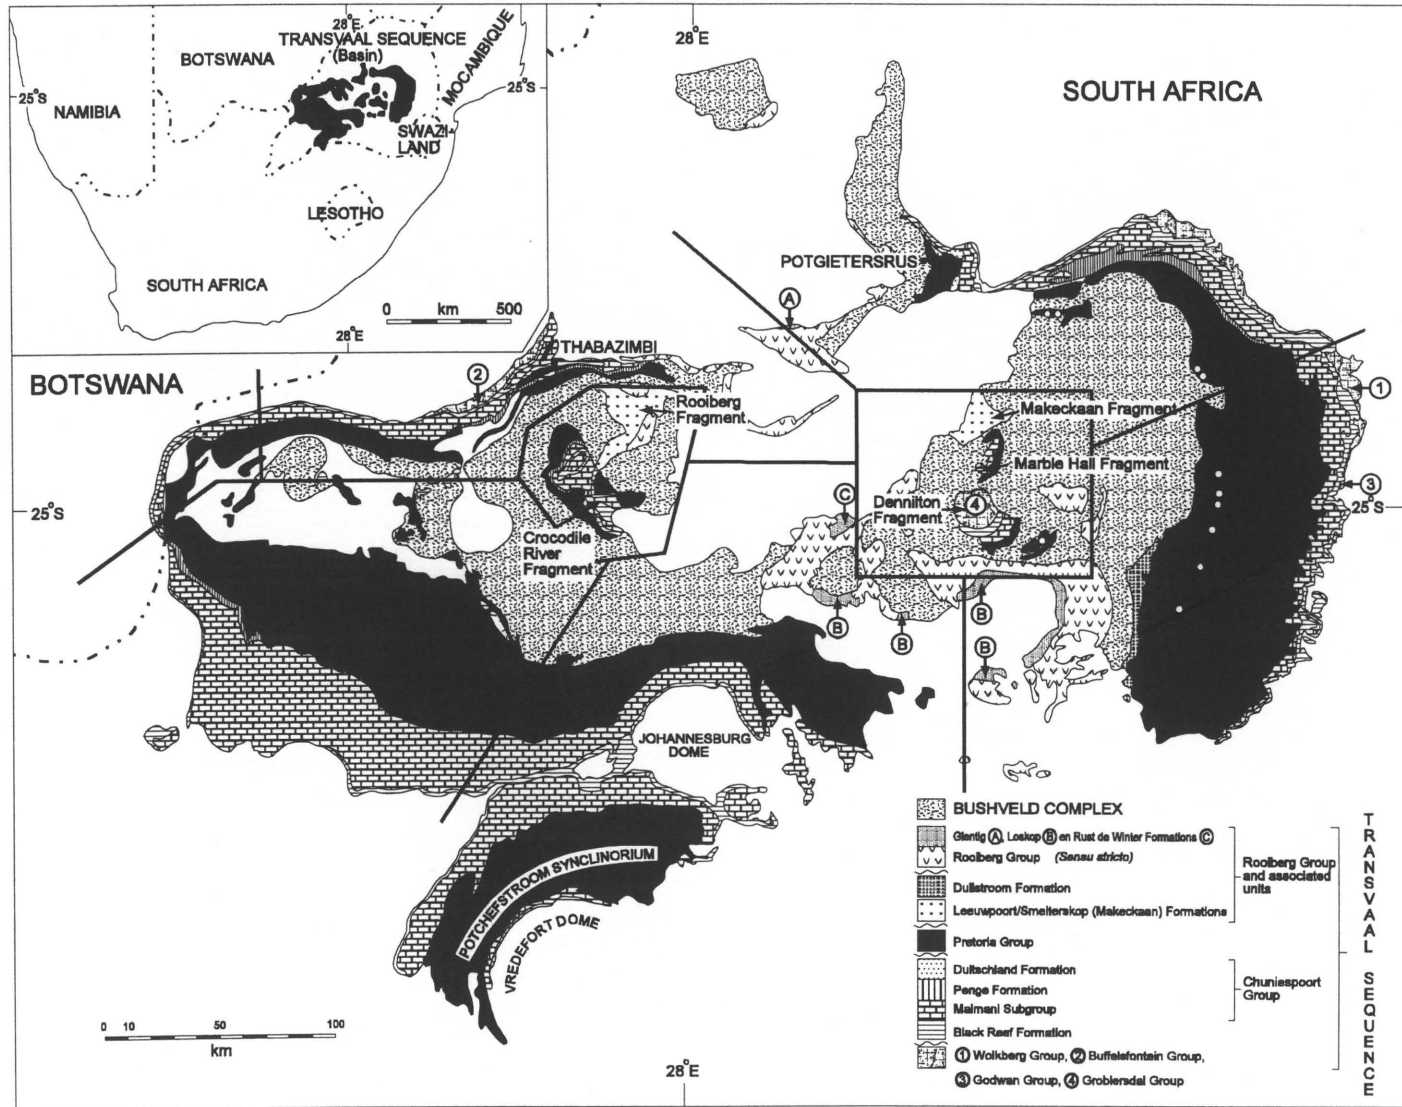 28°E
TRANSVAAL SEQUENCE
(Basin)
BOTSWANA
MOCAMBIQUE
25°S
25°S
NAMIBIA
SWAZI-
LAND
LESOTHO
SOUTH AFRICA
0 km 500
28°E
28°E
SOUTH AFRICA
POTGIETERSRUS
A
THABAZIMBI
BOTSWANA
2
1
Rooiberg
Fragment
Makeckaan Fragment
Marble Hall Fragment
C
Dennilton
Fragment
4
3
25°S
25°S
Crocodile
River
Fragment
B
B
B
B
JOHANNESBURG
DOME
POTCHEFSTROOM SYNCLINORIUM
VREDEFORT DOME
0 10 50 100
km
28°E
BUSHVELD COMPLEX
Glentig A, Loskop B en Rust de Winter Formations C
Rooiberg Group (Sensu stricto)
Dullstroom Formation
Leeuwpoort/Smelterskop (Makeckaan) Formations
Rooiberg Group
and associated
units
Pretoria Group
Duitschland Formation
Penge Formation
Malmani Subgroup
Chuniespoort
Group
Black Reef Formation
1 Wolkberg Group, 2 Buffelsfontein Group,
3 Godwan Group, 4 Groblersdal Group
TRANSVAAL SEQUENCE